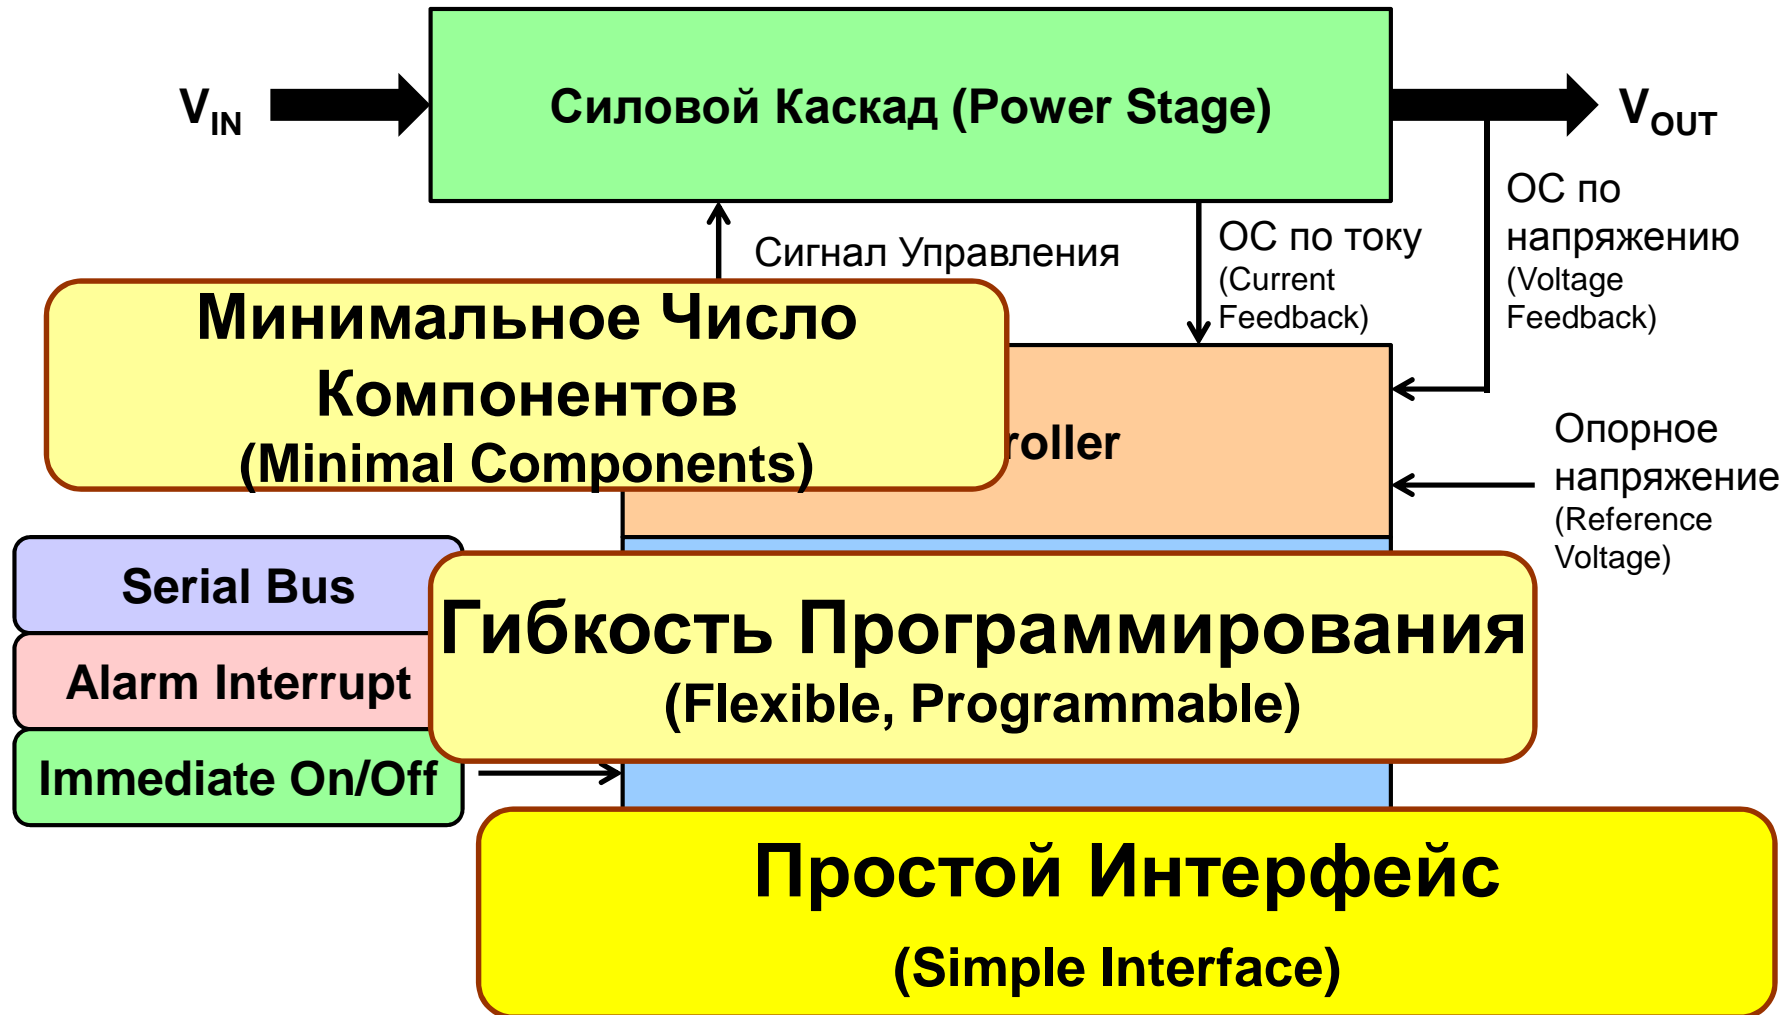 V_IN
Силовой Каскад (Power Stage)
V_OUT
Сигнал Управления
ОС по току
(Current
Feedback)
ОС по
напряжению
(Voltage
Feedback)
Минимальное Число
Компонентов
(Minimal Components)
roller
Опорное
напряжение
(Reference
Voltage)
Serial Bus
Alarm Interrupt
Immediate On/Off
Гибкость Программирования
(Flexible, Programmable)
Простой Интерфейс
(Simple Interface)